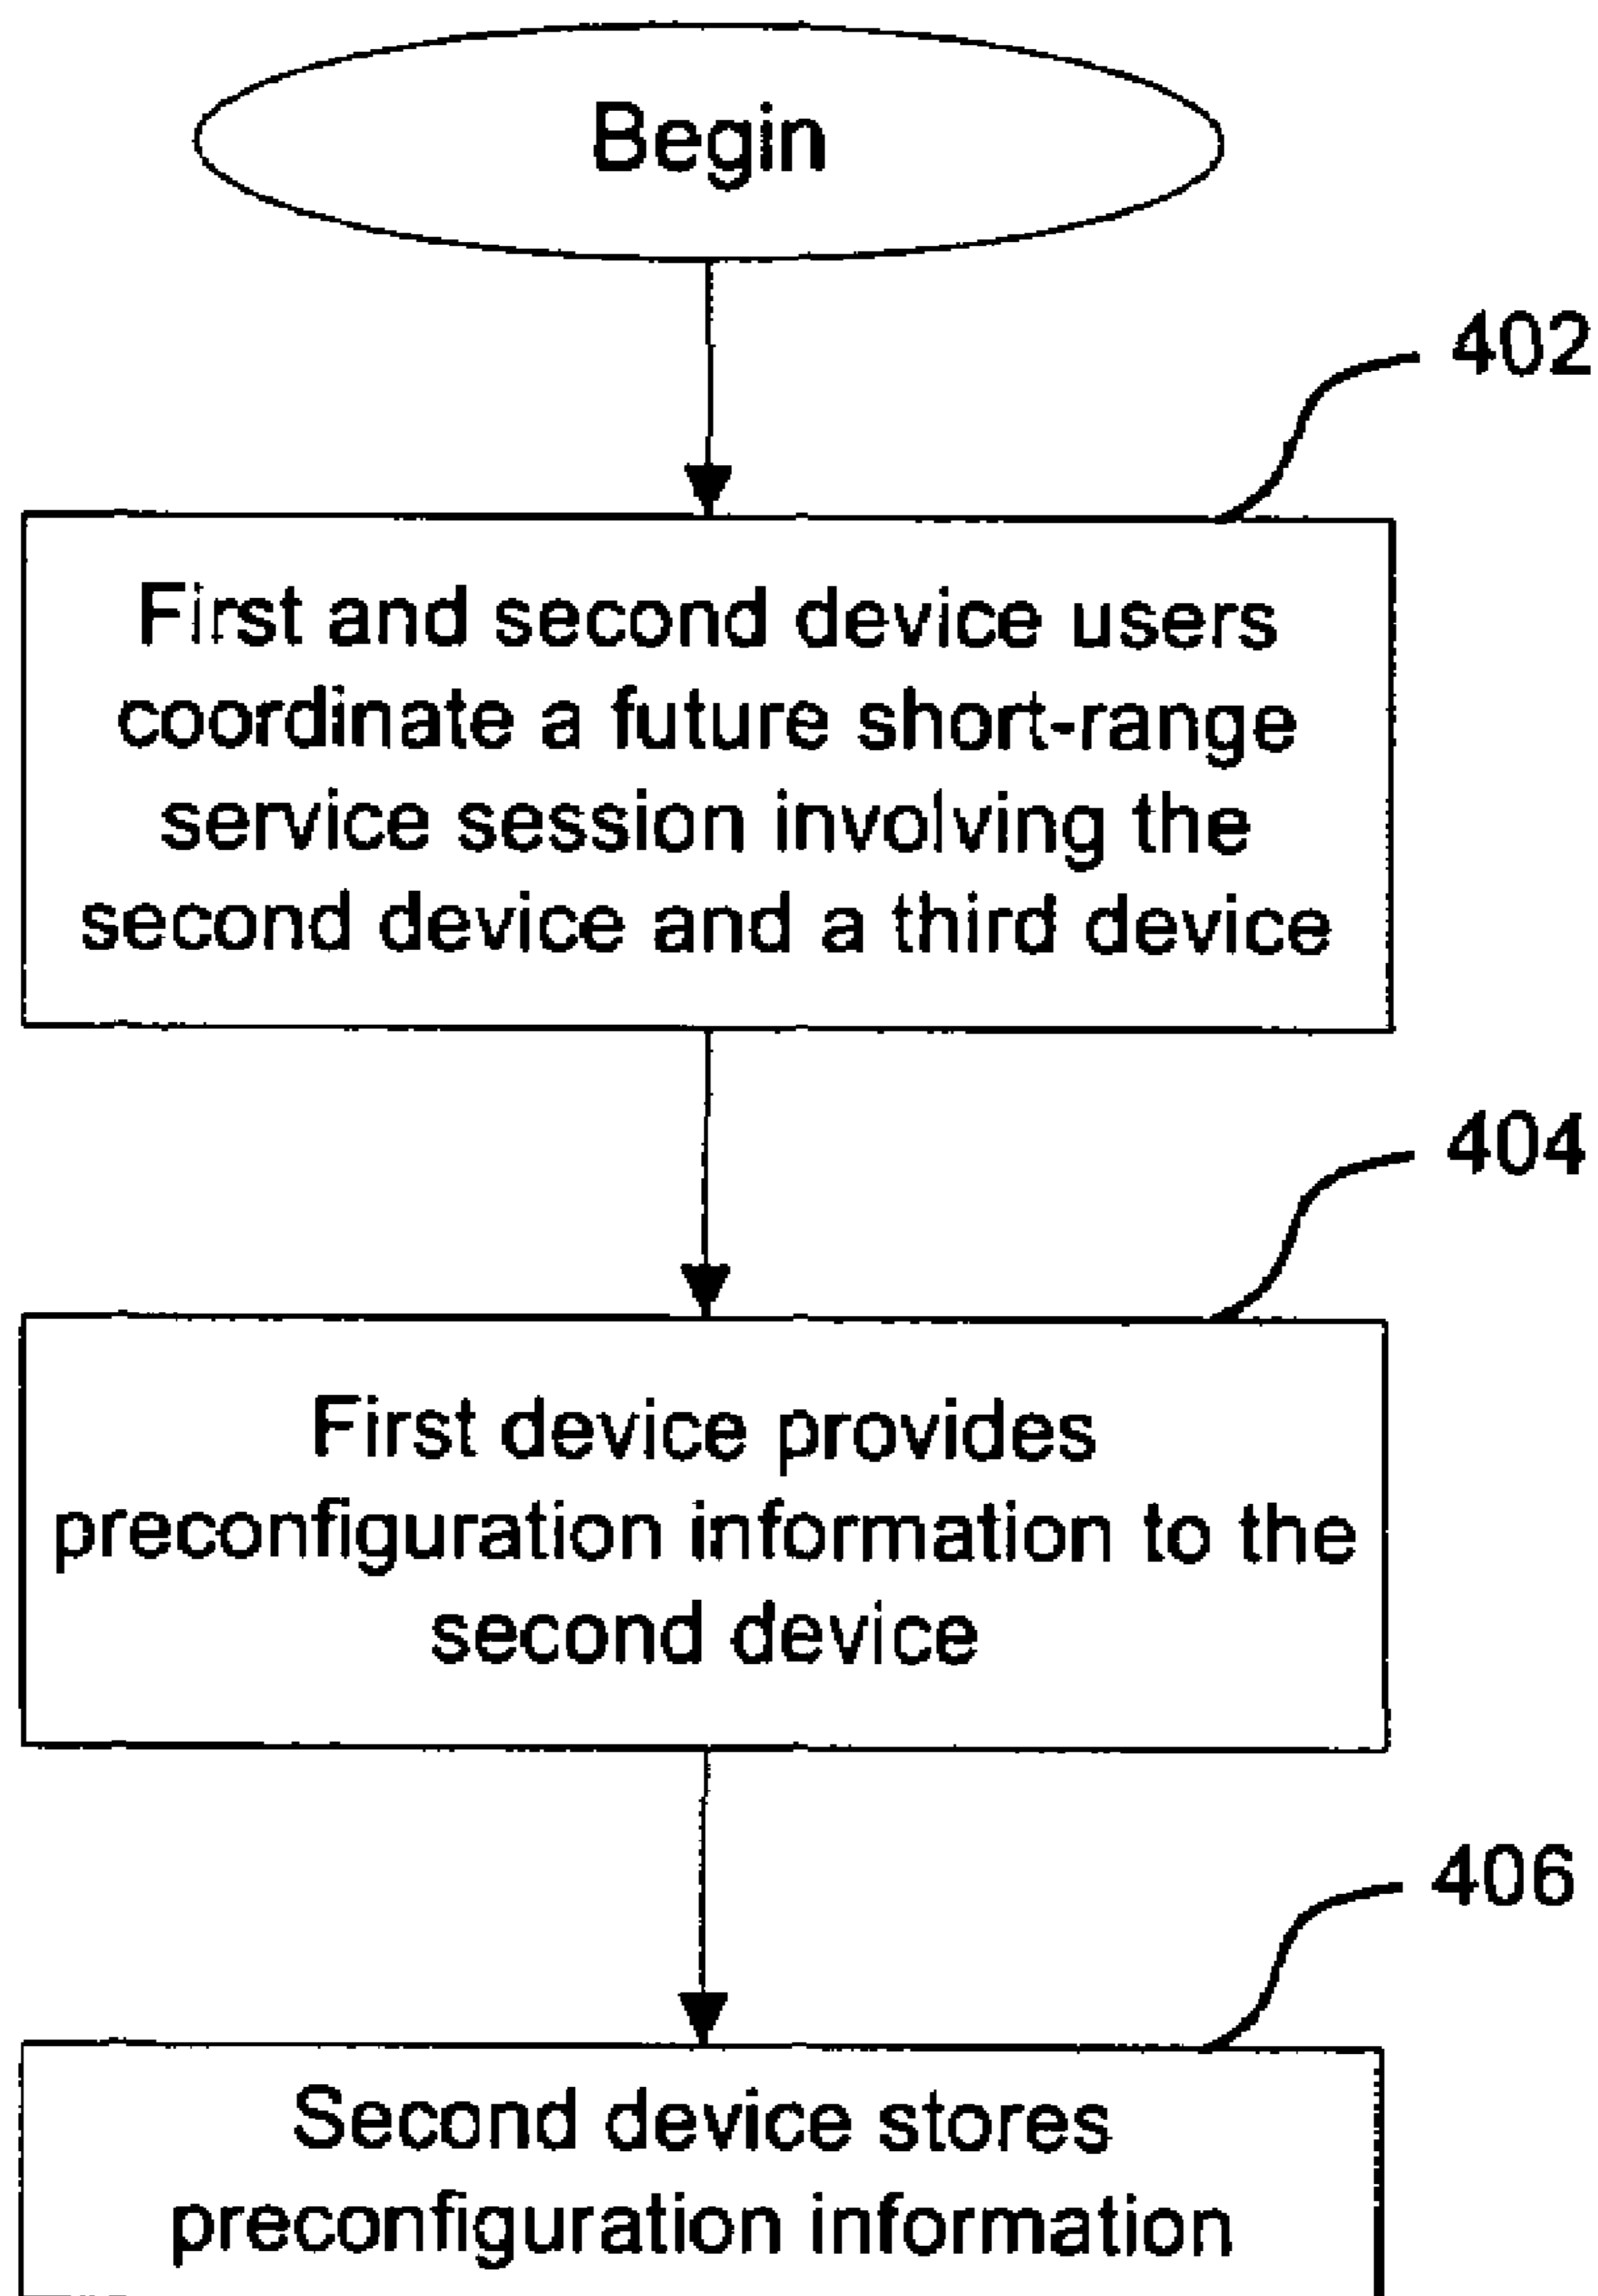 Begin
402
First and second device users
coordinate a future short-range
service session involving the
second device and a third device
404
First device provides
preconfiguration information to the
second device
406
Second device stores
preconfiguration information